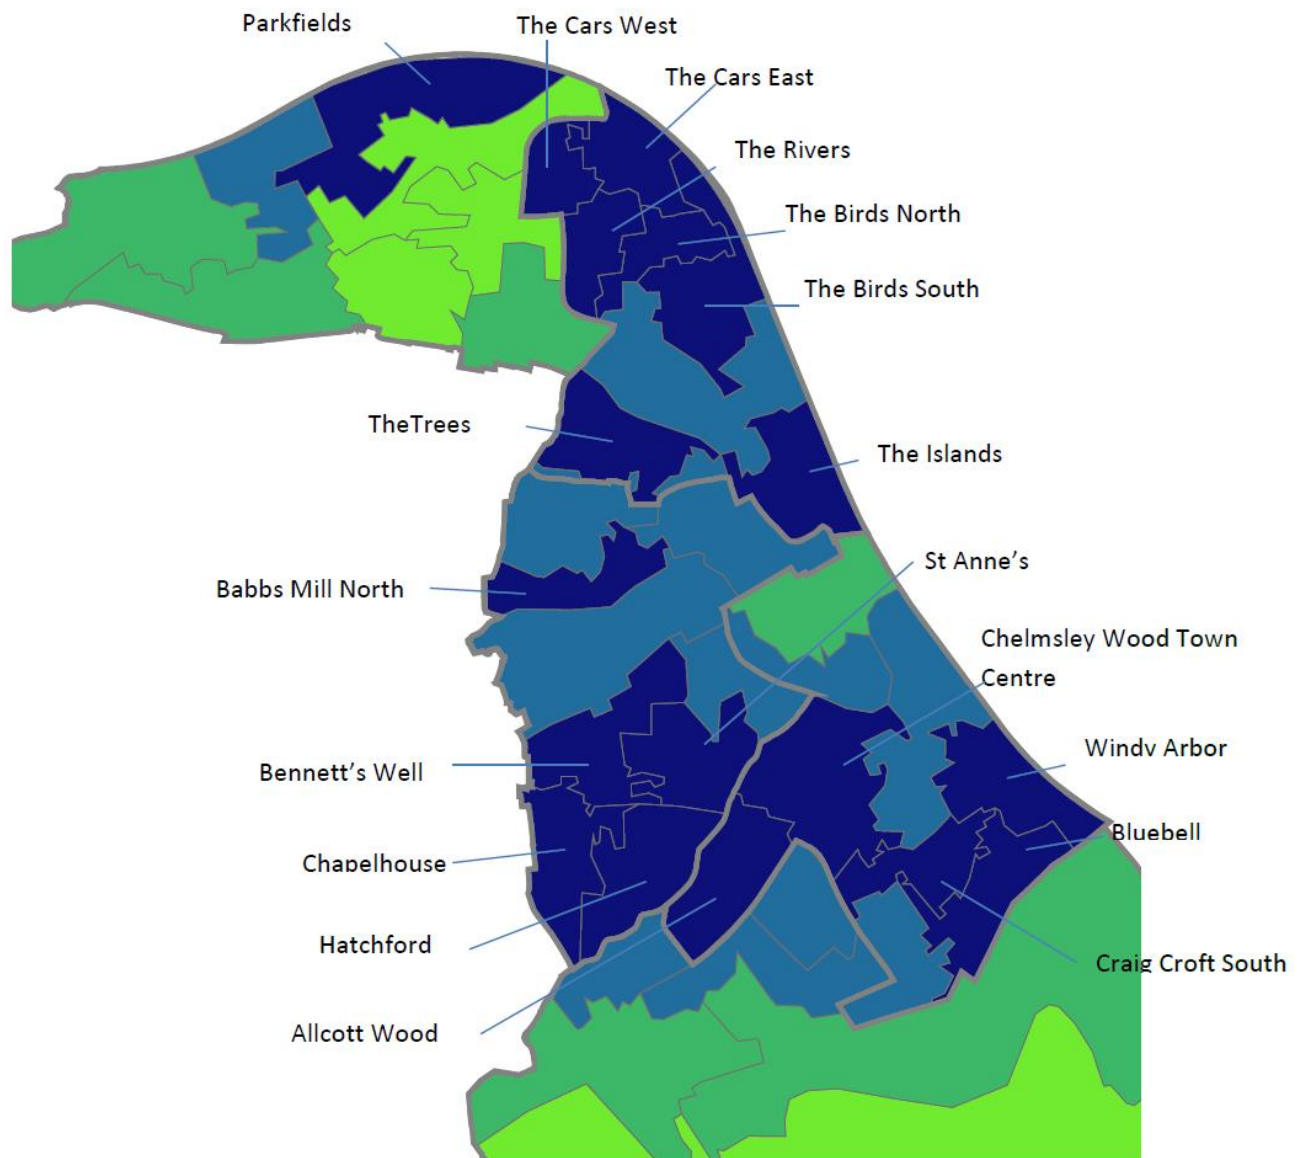 Parkfields
The Cars West
The Cars East
The Rivers
The Birds North
The Birds South
TheTrees
The Islands
St Anne's
Babbs Mill North
Chelmsley Wood Town
Centre
Windy Arbor
Bennett's Well
Bluebell
Chapelhouse
Hatchford
Craig Croft South
Allcott Wood